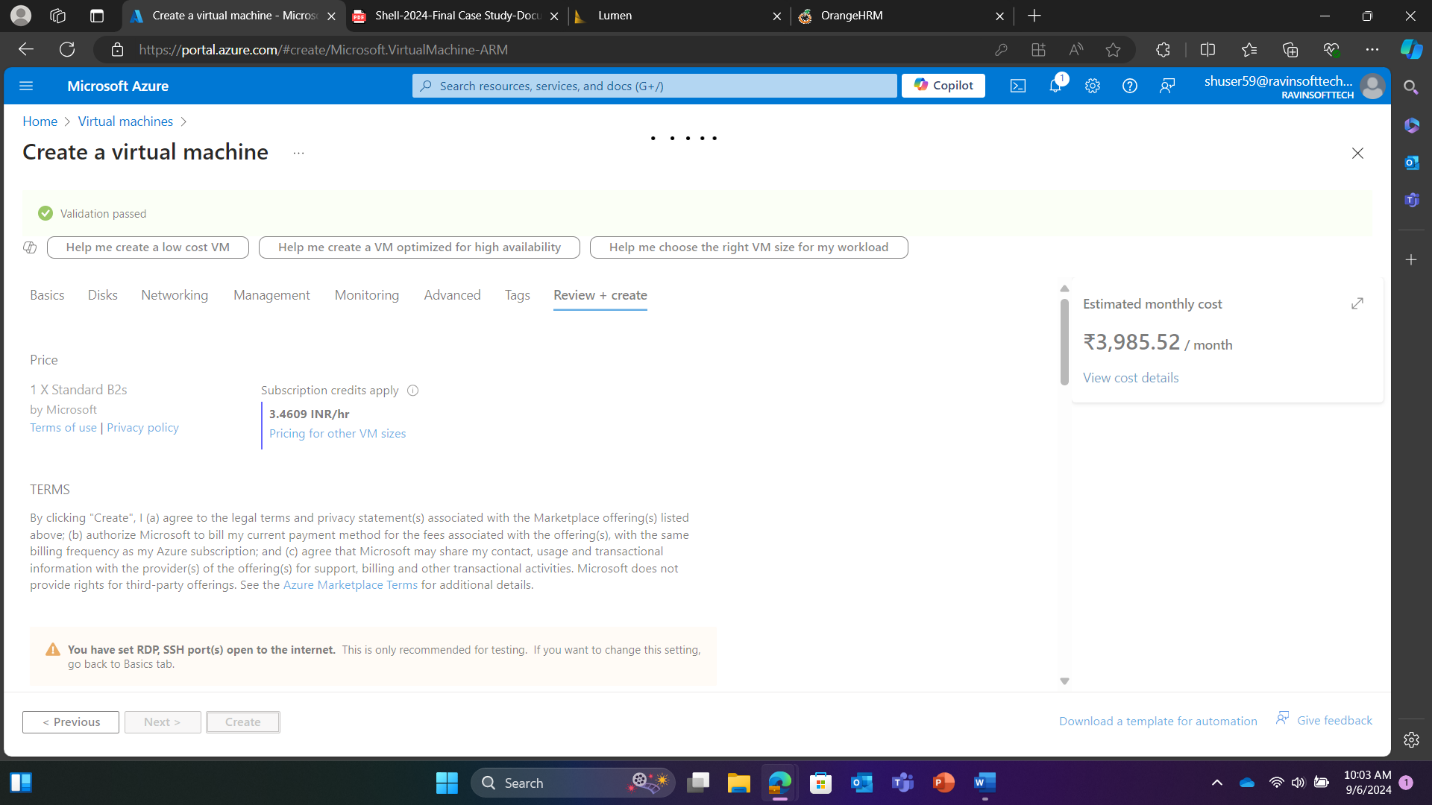 Create a virtual machine - Micros
Shell-2024-Final Case Study-Docu
Lumen
OrangeHRM
https://portal.azure.com/#create/Microsoft.VirtualMachine-ARM
Microsoft Azure
Search resources, services, and docs (G+/)
Copilot
1
shuser59@ravinsofttech...
RAVINSOFTTECH
Home > Virtual machines >
Create a virtual machine ...
Validation passed
Help me create a low cost VM
Help me create a VM optimized for high availability
Help me choose the right VM size for my workload
Basics Disks Networking Management Monitoring Advanced Tags Review + create
Estimated monthly cost
₹3,985.52 / month
View cost details
Price
1 X Standard B2s
by Microsoft
Terms of use | Privacy policy
Subscription credits apply
3.4609 INR/hr
Pricing for other VM sizes
TERMS
By clicking "Create", I (a) agree to the legal terms and privacy statement(s) associated with the Marketplace offering(s) listed
above; (b) authorize Microsoft to bill my current payment method for the fees associated with the offering(s), with the same
billing frequency as my Azure subscription; and (c) agree that Microsoft may share my contact, usage and transactional
information with the provider(s) of the offering(s) for support, billing and other transactional activities. Microsoft does not
provide rights for third-party offerings. See the Azure Marketplace Terms for additional details.
You have set RDP, SSH port(s) open to the internet. This is only recommended for testing. If you want to change this setting,
go back to Basics tab.
< Previous
Next >
Create
Download a template for automation
Give feedback
Search
10:03 AM
9/6/2024
1